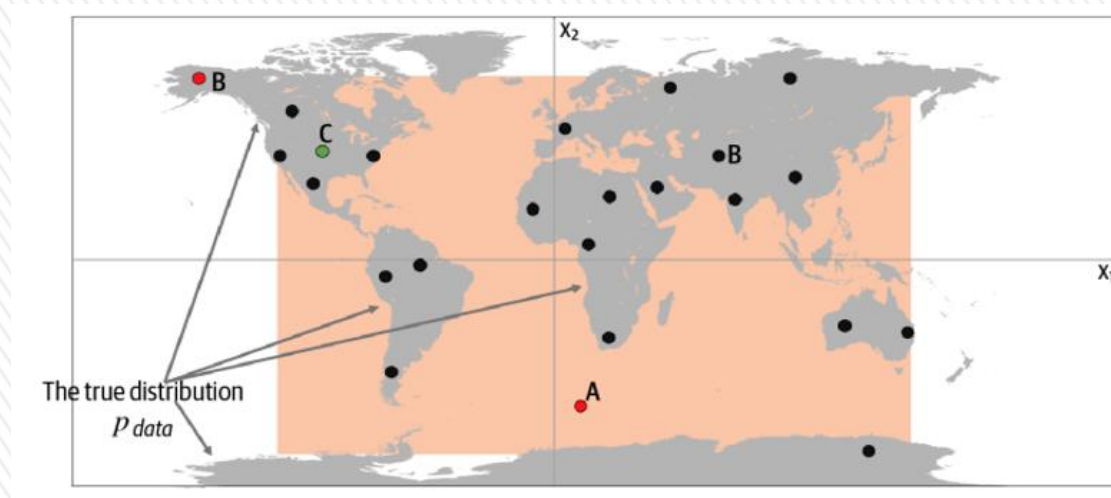 X₂
B
C
B
X₁
A
The true distribution
p data